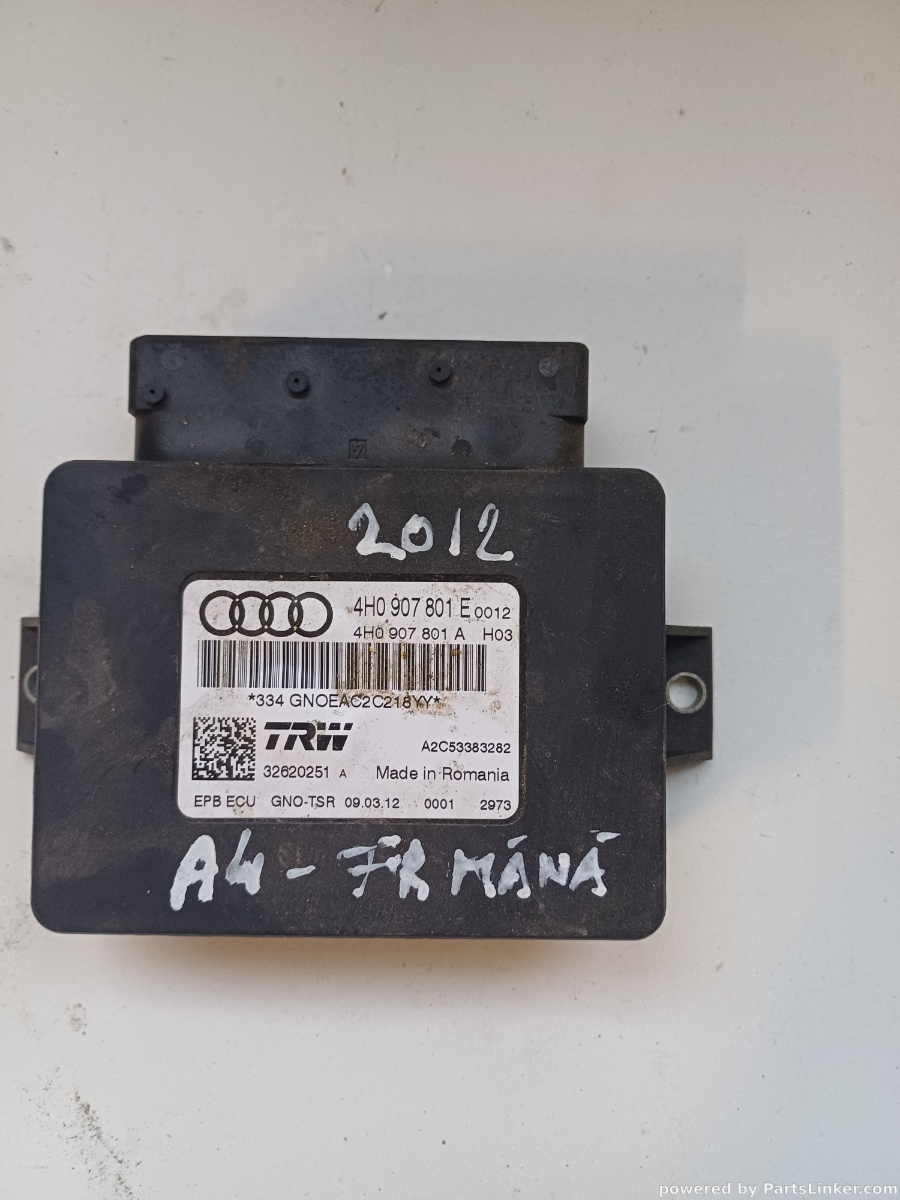 2012
4H0 907 801 E 0012
4H0 907 801 A H03
*334 GNOEAC2C218YY*
TRW A2C53383282
32620251 A Made in Romania
EPB ECU GNO-TSR 09.03.12 0001 2973
A4 - FR MÁNĀ
powered by PartsLinker.com